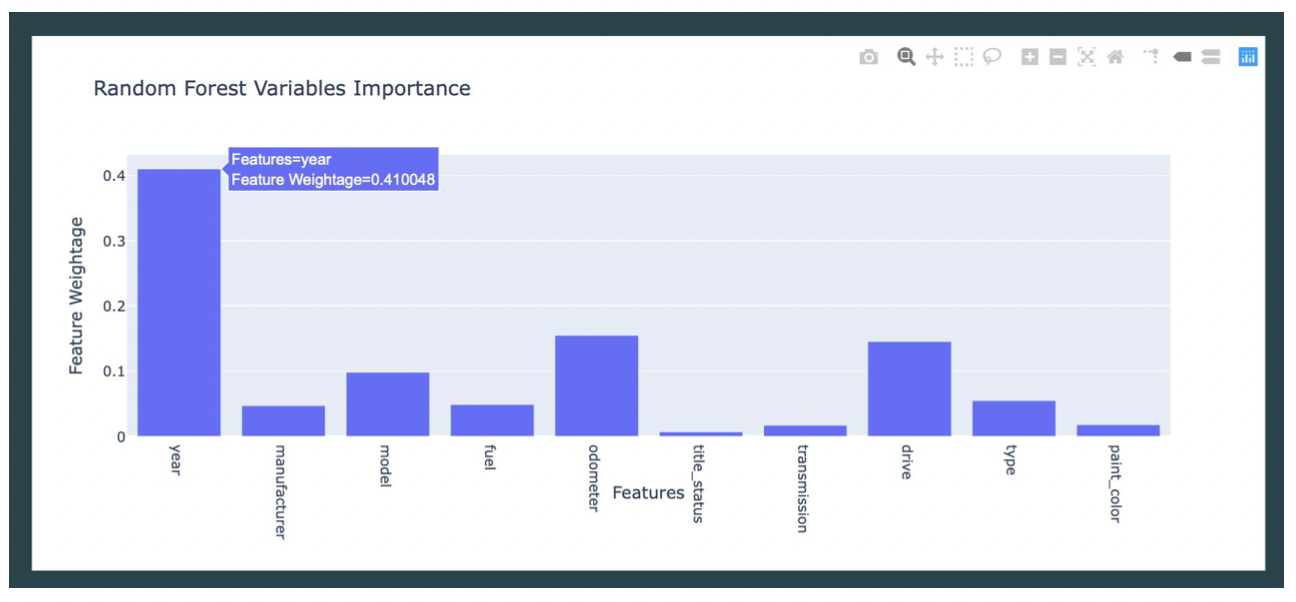 Random Forest Variables Importance
Features=year
Feature Weightage=0.410048
Feature Weightage
0.4
0.3
0.2
0.1
0
year
manufacturer
model
fuel
odometer
title_status
transmission
drive
type
paint_color
Features